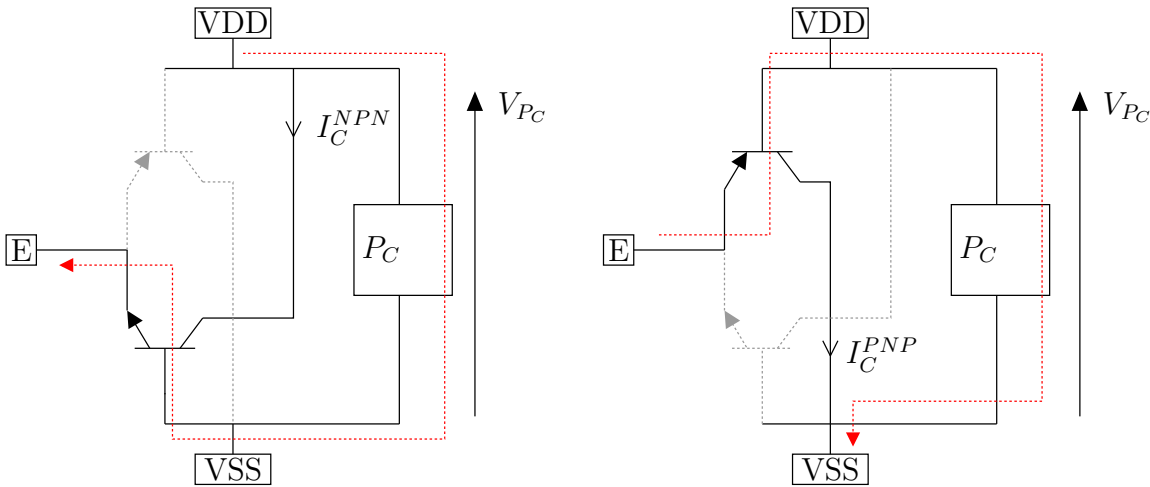 VDD
I_C^{NPN}
V_{P_C}
E
P_C
VSS
VDD
V_{P_C}
E
P_C
I_C^{PNP}
VSS